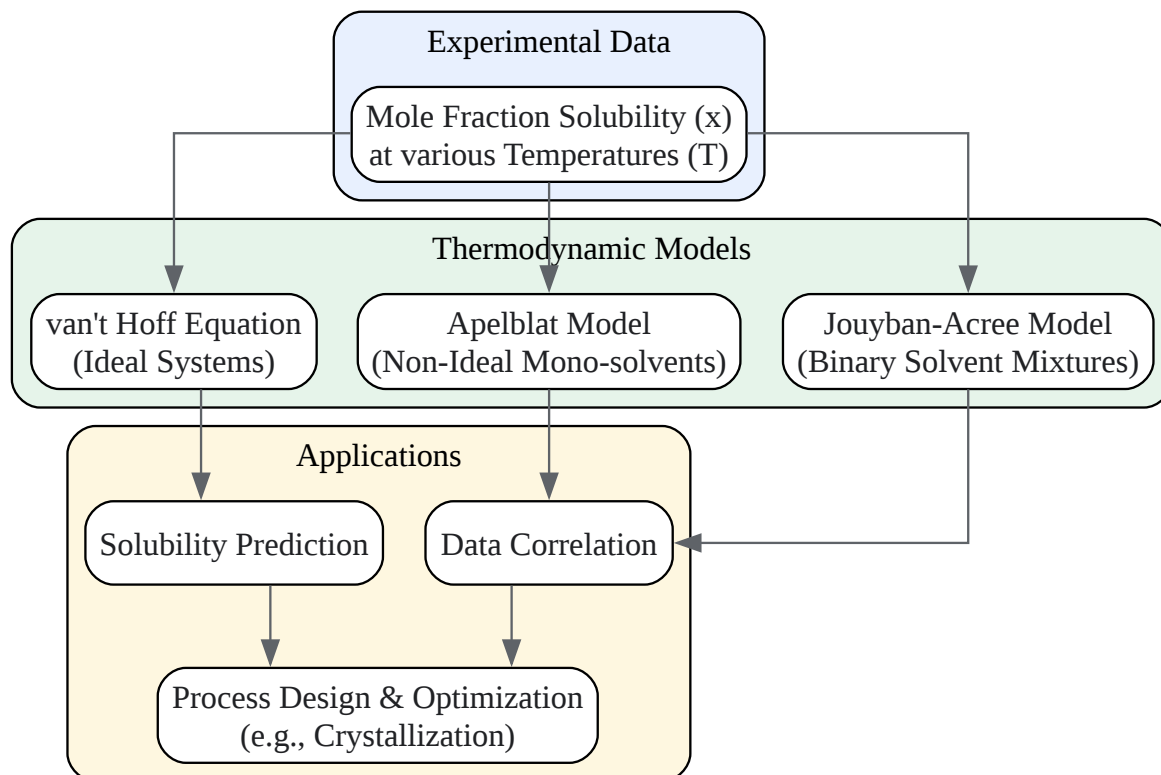 Experimental Data
Mole Fraction Solubility (x)
at various Temperatures (T)
Thermodynamic Models
van't Hoff Equation
(Ideal Systems)
Apelblat Model
(Non-Ideal Mono-solvents)
Jouyban-Acree Model
(Binary Solvent Mixtures)
Applications
Solubility Prediction
Data Correlation
Process Design & Optimization
(e.g., Crystallization)